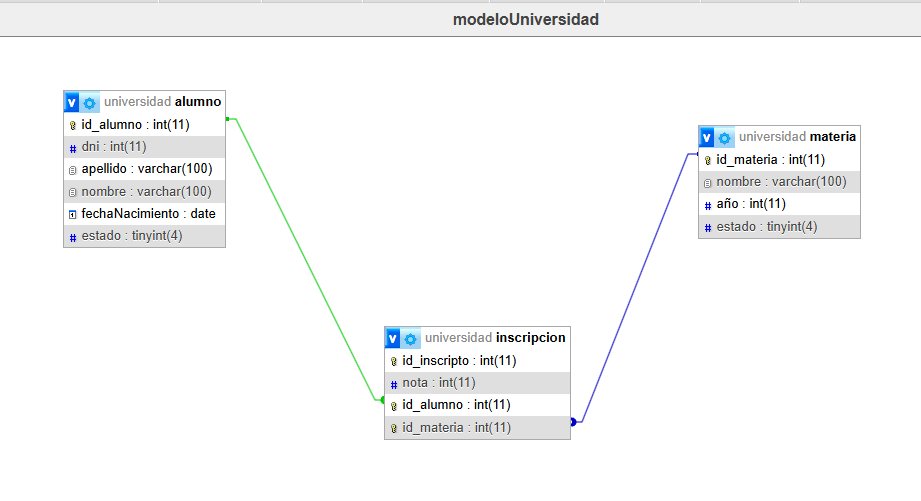 modeloUniversidad
v universidad alumno
id_alumno : int(11)
# dni : int(11)
apellido : varchar(100)
nombre : varchar(100)
fechaNacimiento : date
# estado : tinyint(4)
v universidad materia
id_materia : int(11)
nombre : varchar(100)
# año : int(11)
# estado : tinyint(4)
v universidad inscripcion
id_inscripto : int(11)
# nota : int(11)
id_alumno : int(11)
id_materia : int(11)